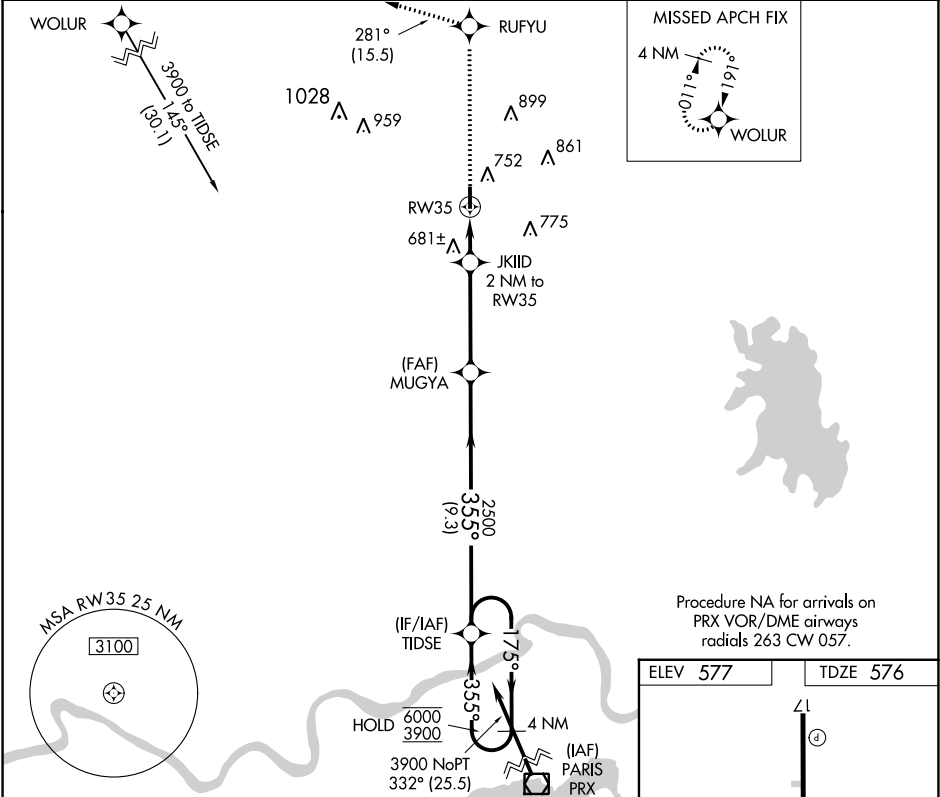 WOLUR
3900 to TIDSE
145°
(30.1)
281°
(15.5)
RUFYU
MISSED APCH FIX
4 NM
011°
191°
WOLUR
1028
959
899
861
752
RW35
775
681±
JKIID
2 NM to
RW35
(FAF)
MUGYA
2500
355°
(9.3)
MSA RW35 25 NM
3100
(IF/IAF)
TIDSE
175°
355°
HOLD
6000
3900
4 NM
3900 NoPT
332° (25.5)
(IAF)
PARIS
PRX
Procedure NA for arrivals on
PRX VOR/DME airways
radials 263 CW 057.
ELEV 577
TDZE 576
17
P